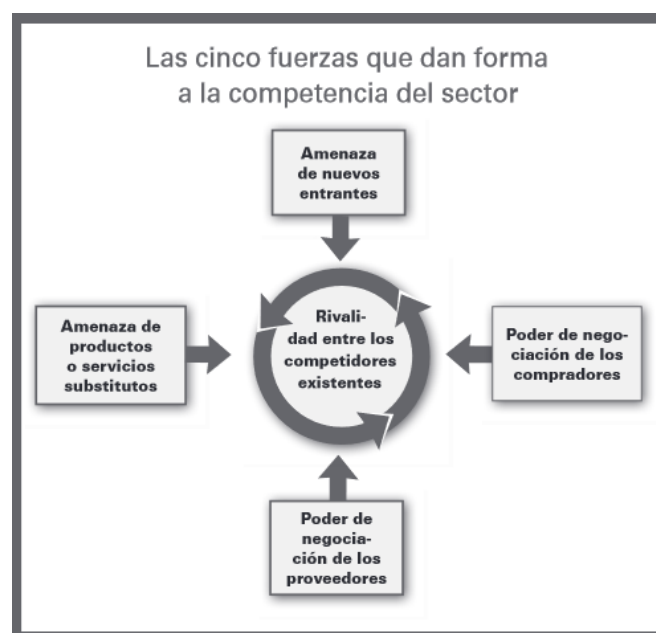 Las cinco fuerzas que dan forma
a la competencia del sector
Amenaza
de nuevos
entrantes
Amenaza de
productos
o servicios
substitutos
Rivali-
dad entre los
competidores
existentes
Poder de nego-
ciación de los
compradores
Poder de
negocia-
ción de los
proveedores